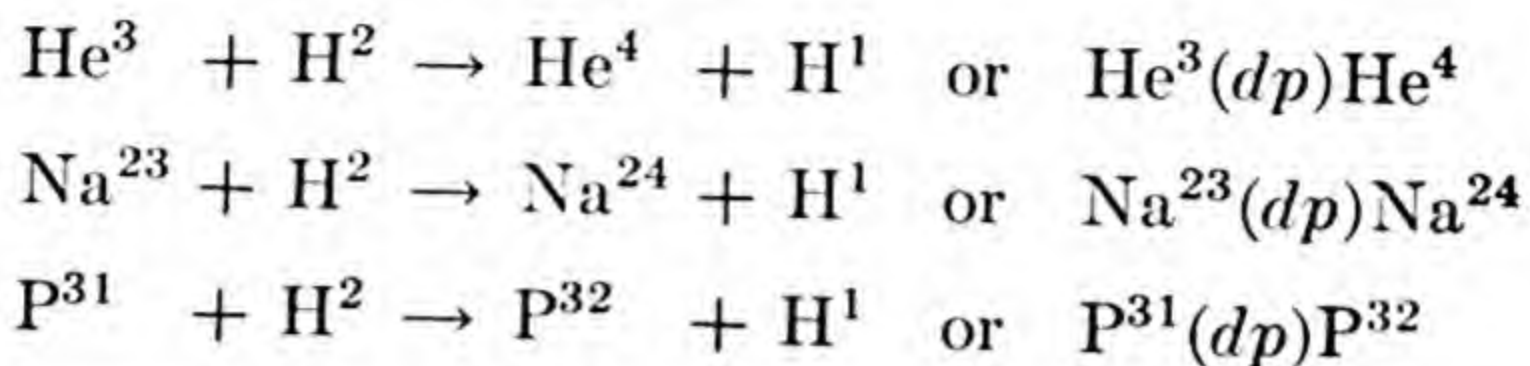 He³ + H² → He⁴ + H¹ or He³(dp)He⁴
Na²³ + H² → Na²⁴ + H¹ or Na²³(dp)Na²⁴
P³¹ + H² → P³² + H¹ or P³¹(dp)P³²